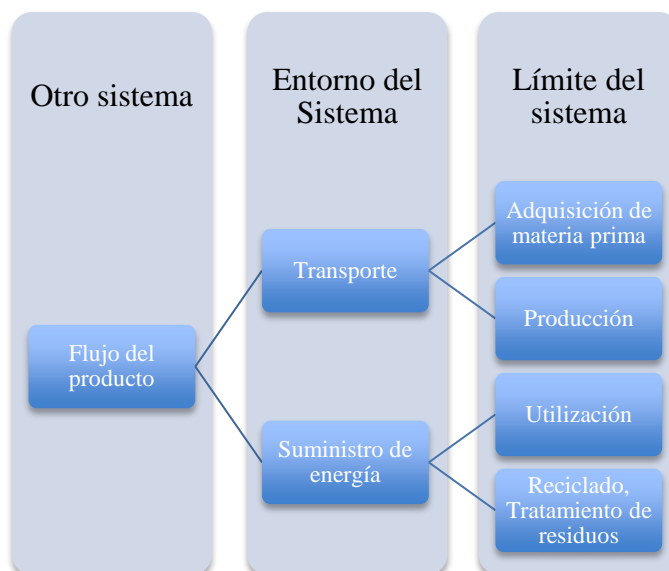 Otro sistema
Entorno del
Sistema
Límite del
sistema
Flujo del
producto
Transporte
Suministro de
energía
Adquisición de
materia prima
Producción
Utilización
Reciclado,
Tratamiento de
residuos